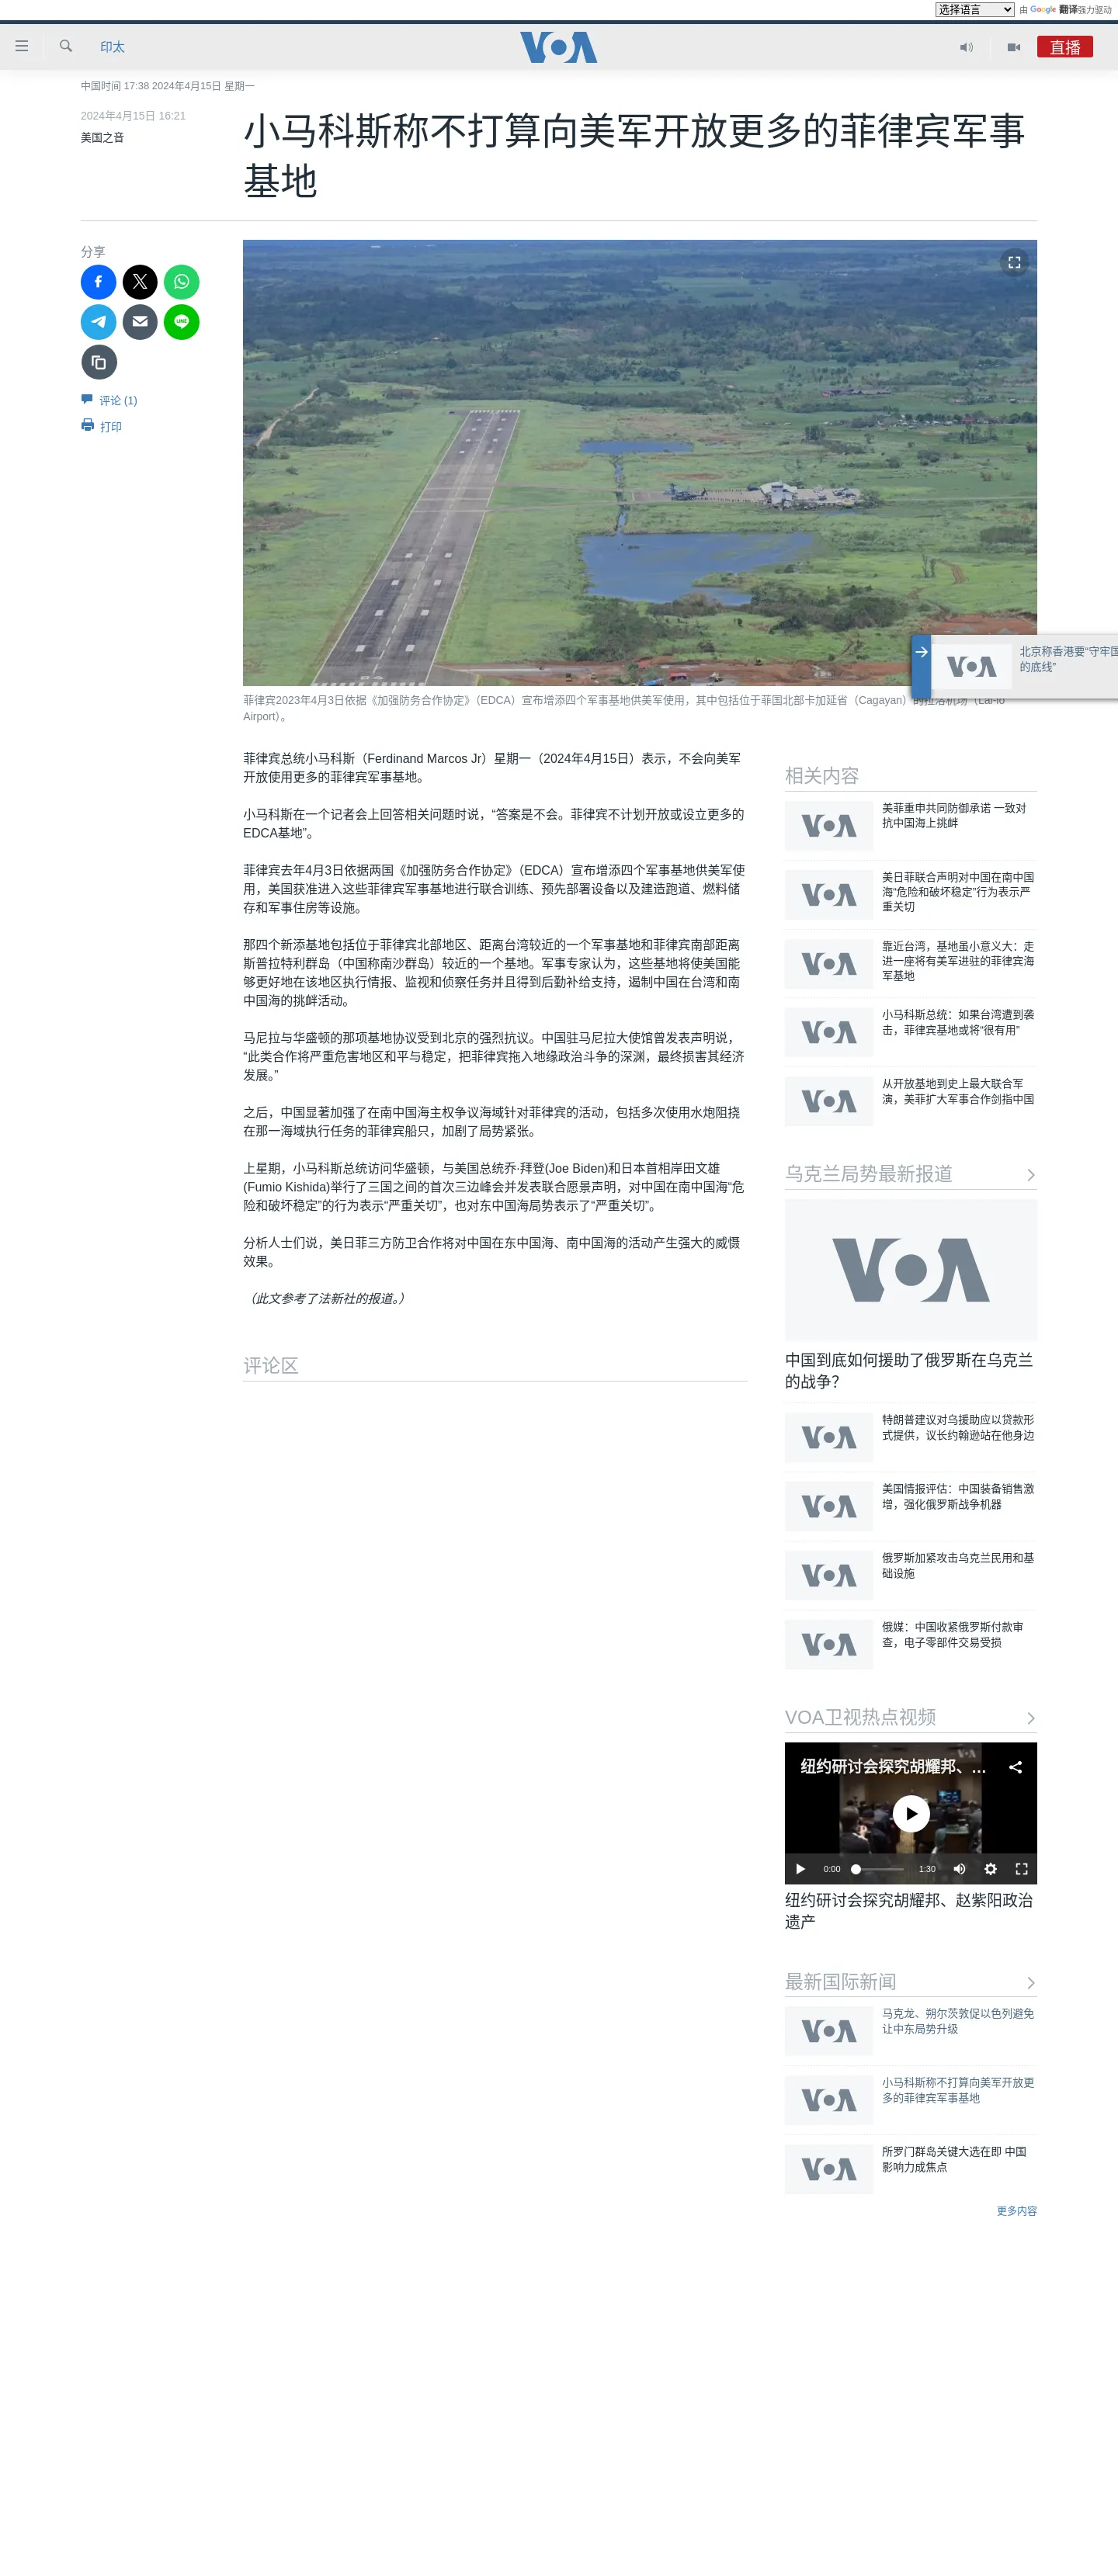 选择语言
由 Google 翻译强力驱动
印太
VOA
直播
中国时间 17:38 2024年4月15日 星期一
2024年4月15日 16:21
美国之音
小马科斯称不打算向美军开放更多的菲律宾军事
基地
分享
LINE
评论 (1)
打印
VOA
北京称香港要“守牢国
的底线”
菲律宾2023年4月3日依据《加强防务合作协定》（EDCA）宣布增添四个军事基地供美军使用，其中包括位于菲国北部卡加延省（Cagayan）的拉洛机场（Lal-lo
Airport）。
菲律宾总统小马科斯（Ferdinand Marcos Jr）星期一（2024年4月15日）表示，不会向美军
开放使用更多的菲律宾军事基地。
小马科斯在一个记者会上回答相关问题时说，“答案是不会。菲律宾不计划开放或设立更多的
EDCA基地”。
菲律宾去年4月3日依据两国《加强防务合作协定》（EDCA）宣布增添四个军事基地供美军使
用，美国获准进入这些菲律宾军事基地进行联合训练、预先部署设备以及建造跑道、燃料储
存和军事住房等设施。
那四个新添基地包括位于菲律宾北部地区、距离台湾较近的一个军事基地和菲律宾南部距离
斯普拉特利群岛（中国称南沙群岛）较近的一个基地。军事专家认为，这些基地将使美国能
够更好地在该地区执行情报、监视和侦察任务并且得到后勤补给支持，遏制中国在台湾和南
中国海的挑衅活动。
马尼拉与华盛顿的那项基地协议受到北京的强烈抗议。中国驻马尼拉大使馆曾发表声明说，
“此类合作将严重危害地区和平与稳定，把菲律宾拖入地缘政治斗争的深渊，最终损害其经济
发展。”
之后，中国显著加强了在南中国海主权争议海域针对菲律宾的活动，包括多次使用水炮阻挠
在那一海域执行任务的菲律宾船只，加剧了局势紧张。
上星期，小马科斯总统访问华盛顿，与美国总统乔·拜登(Joe Biden)和日本首相岸田文雄
(Fumio Kishida)举行了三国之间的首次三边峰会并发表联合愿景声明，对中国在南中国海“危
险和破坏稳定”的行为表示“严重关切”，也对东中国海局势表示了“严重关切”。
分析人士们说，美日菲三方防卫合作将对中国在东中国海、南中国海的活动产生强大的威慑
效果。
（此文参考了法新社的报道。）
评论区
相关内容
VOA
美菲重申共同防御承诺 一致对
抗中国海上挑衅
VOA
美日菲联合声明对中国在南中国
海“危险和破坏稳定”行为表示严
重关切
VOA
靠近台湾，基地虽小意义大：走
进一座将有美军进驻的菲律宾海
军基地
VOA
小马科斯总统：如果台湾遭到袭
击，菲律宾基地或将“很有用”
VOA
从开放基地到史上最大联合军
演，美菲扩大军事合作剑指中国
乌克兰局势最新报道
VOA
中国到底如何援助了俄罗斯在乌克兰
的战争？
VOA
特朗普建议对乌援助应以贷款形
式提供，议长约翰逊站在他身边
VOA
美国情报评估：中国装备销售激
增，强化俄罗斯战争机器
VOA
俄罗斯加紧攻击乌克兰民用和基
础设施
VOA
俄媒：中国收紧俄罗斯付款审
查，电子零部件交易受损
VOA卫视热点视频
VOA
纽约研讨会探究胡耀邦、...
0:00
1:30
纽约研讨会探究胡耀邦、赵紫阳政治
遗产
最新国际新闻
VOA
马克龙、朔尔茨敦促以色列避免
让中东局势升级
VOA
小马科斯称不打算向美军开放更
多的菲律宾军事基地
VOA
所罗门群岛关键大选在即 中国
影响力成焦点
更多内容